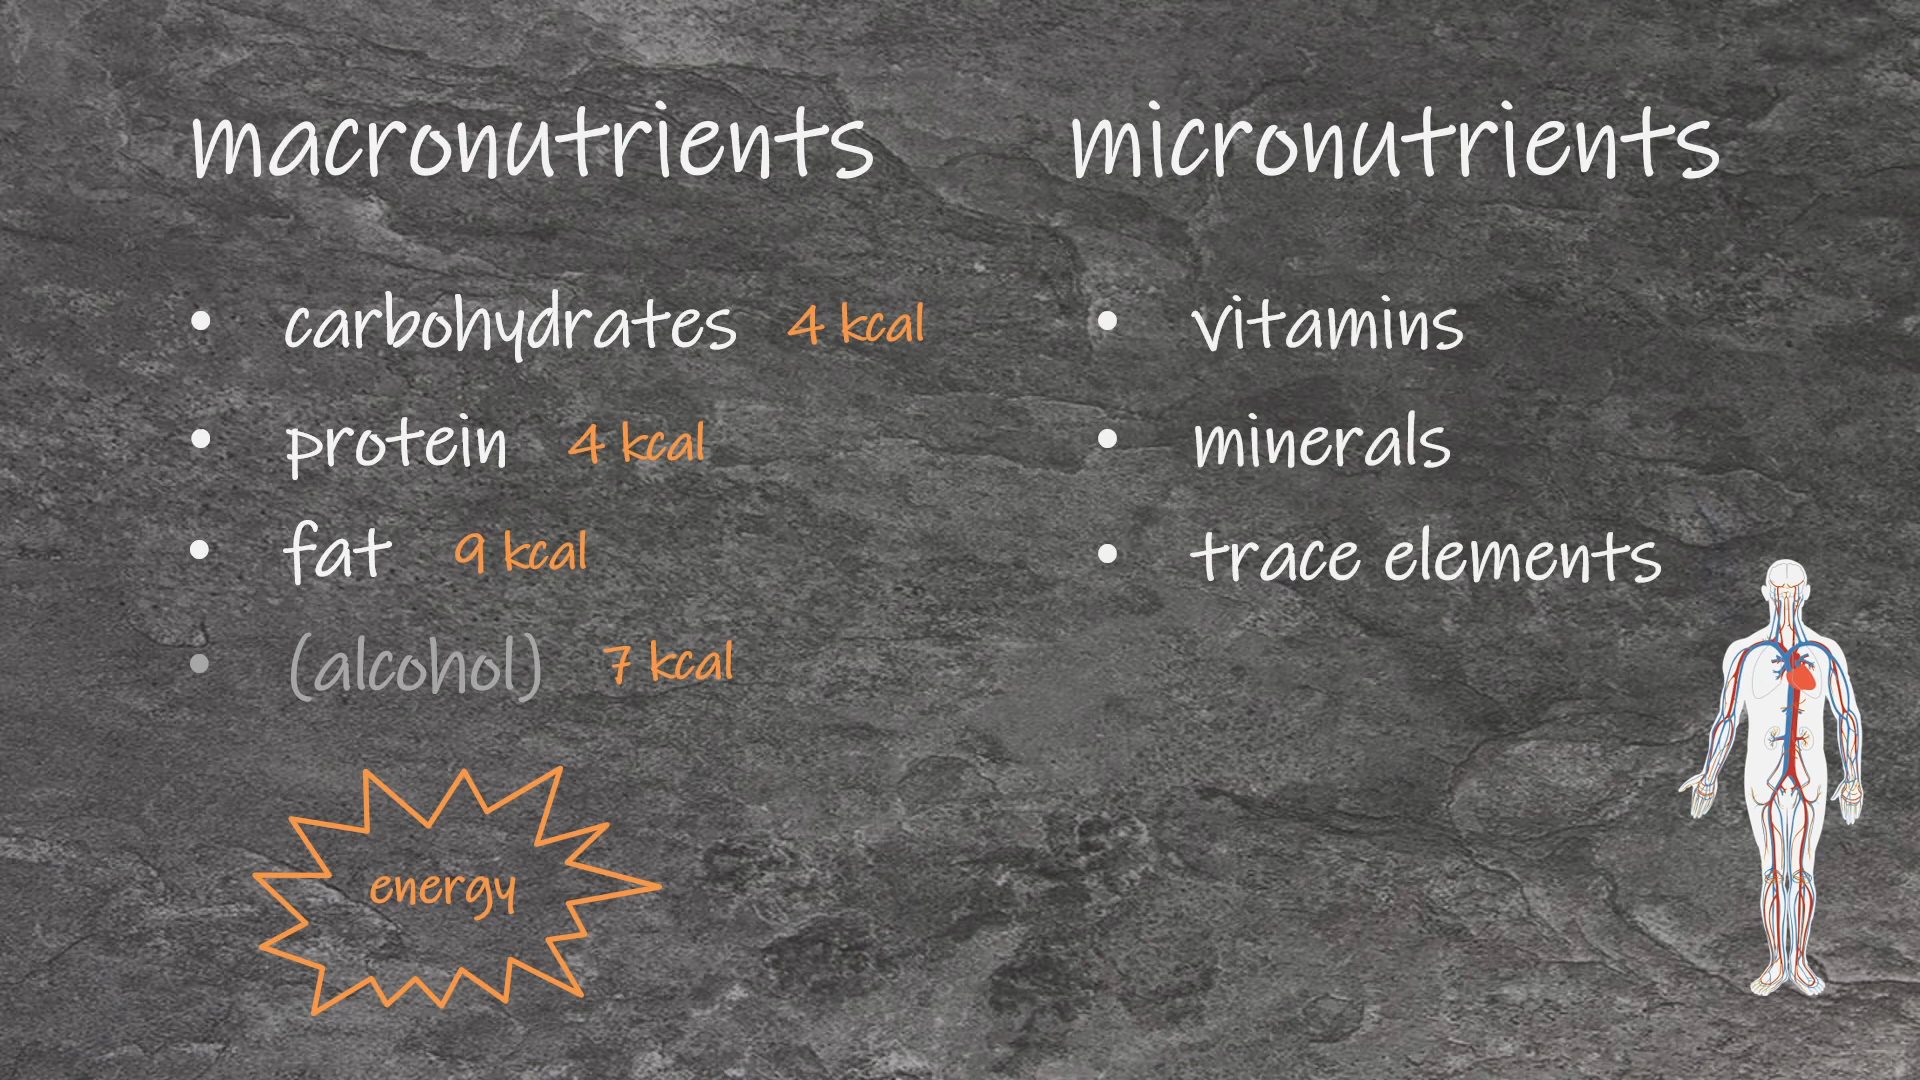 macronutrients
carbohydrates 4 kcal
protein 4 kcal
fat 9 kcal
(alcohol) 7 kcal
energy
micronutrients
vitamins
minerals
trace elements